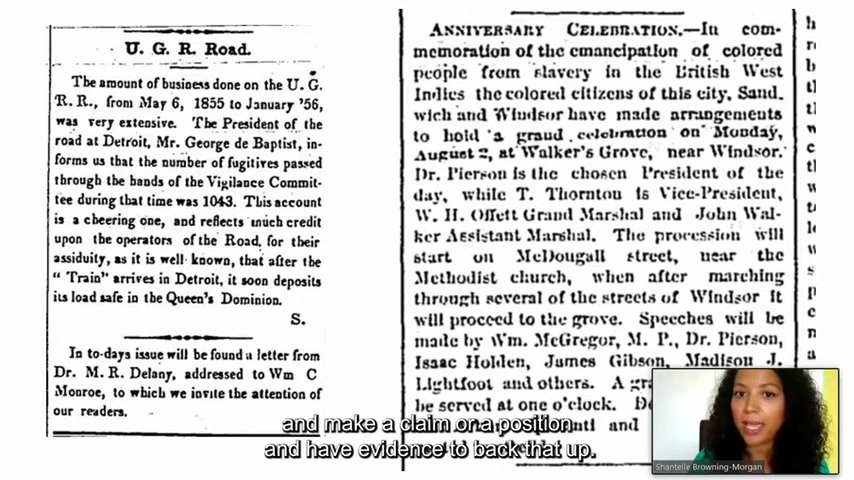 U. G. R. Road.
The amount of business done on the U. G.
R. R., from May 6, 1855 to January '56,
was very extensive. The President of the
road at Detroit, Mr. George de Baptist, in-
forms us that the number of fugitives passed
through the hands of the Vigilance Commit-
tee during that time was 1043. This account
is a cheering one, and reflects much credit
upon the operators of the Road, for their
assiduity, as it is well known, that after the
"Train" arrives in Detroit, it soon deposits
its load safe in the Queen's Dominion.
S.
In to-days issue will be found a letter from
Dr. M. R. Delany, addressed to Wm C
Monroe, to which we invite the attention of
our readers.
ANNIVERSARY CELEBRATION.—In com-
memoration of the emancipation of colored
people from slavery in the British West
Indies the colored citizens of this city, Sand.
wich and Windsor have made arrangements
to hold a grand celebration on Monday,
August 2, at Walker's Grove, near Windsor.
Dr. Pierson is the chosen President of the
day, while T. Thornton is Vice-President,
W. H. Offett Grand Marshal and John Wal-
ker Assistant Marshal. The procession will
start on McDougall street, near the
Methodist church, when after marching
through several of the streets of Windsor it
will proceed to the grove. Speeches will be
made by Wm. McGregor, M. P., Dr. Pierson,
Isaac Holden, James Gibson, Madison J.
Lightfoot and others. A
be served at one o'clock.
and
and make a claim or a position
and have evidence to back that up.
Shantelle Browning-Morgan